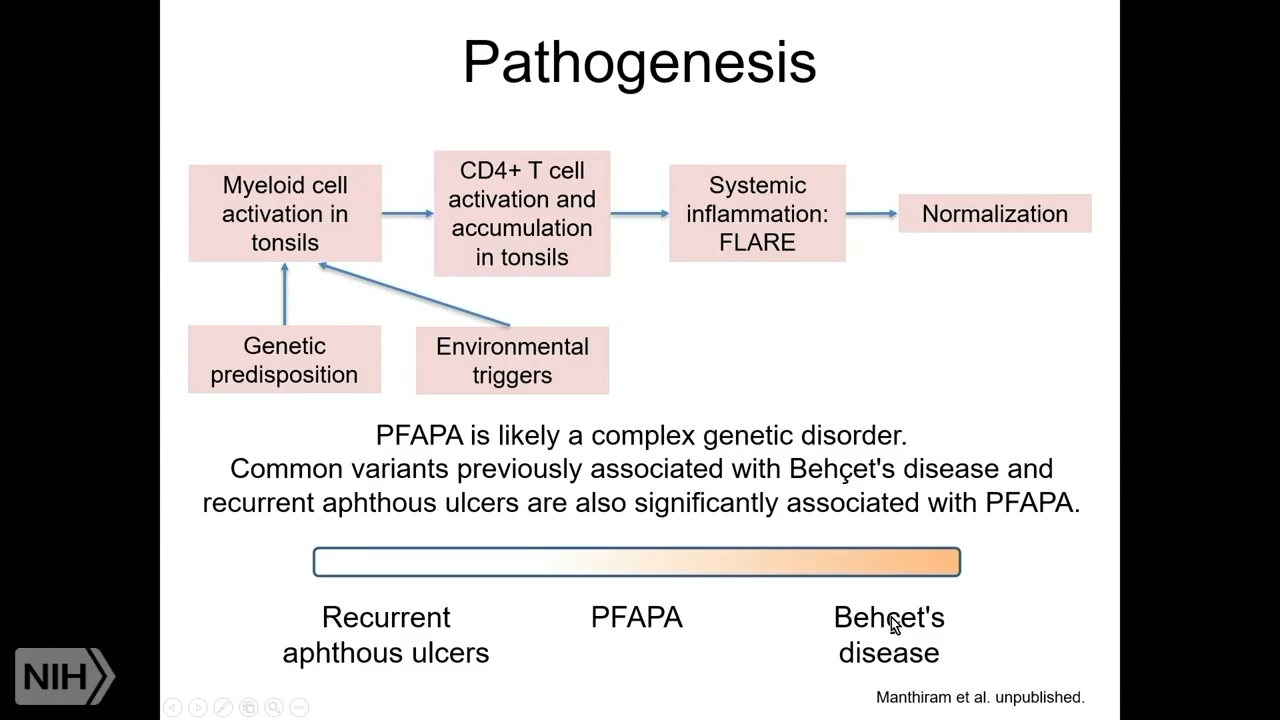 Pathogenesis
Myeloid cell
activation in
tonsils
CD4+ T cell
activation and
accumulation
in tonsils
Systemic
inflammation:
FLARE
Normalization
Genetic
predisposition
Environmental
triggers
PFAPA is likely a complex genetic disorder.
Common variants previously associated with Behçet's disease and
recurrent aphthous ulcers are also significantly associated with PFAPA.
Recurrent
aphthous ulcers
PFAPA
Behçet's
disease
Manthiram et al. unpublished.
NIH